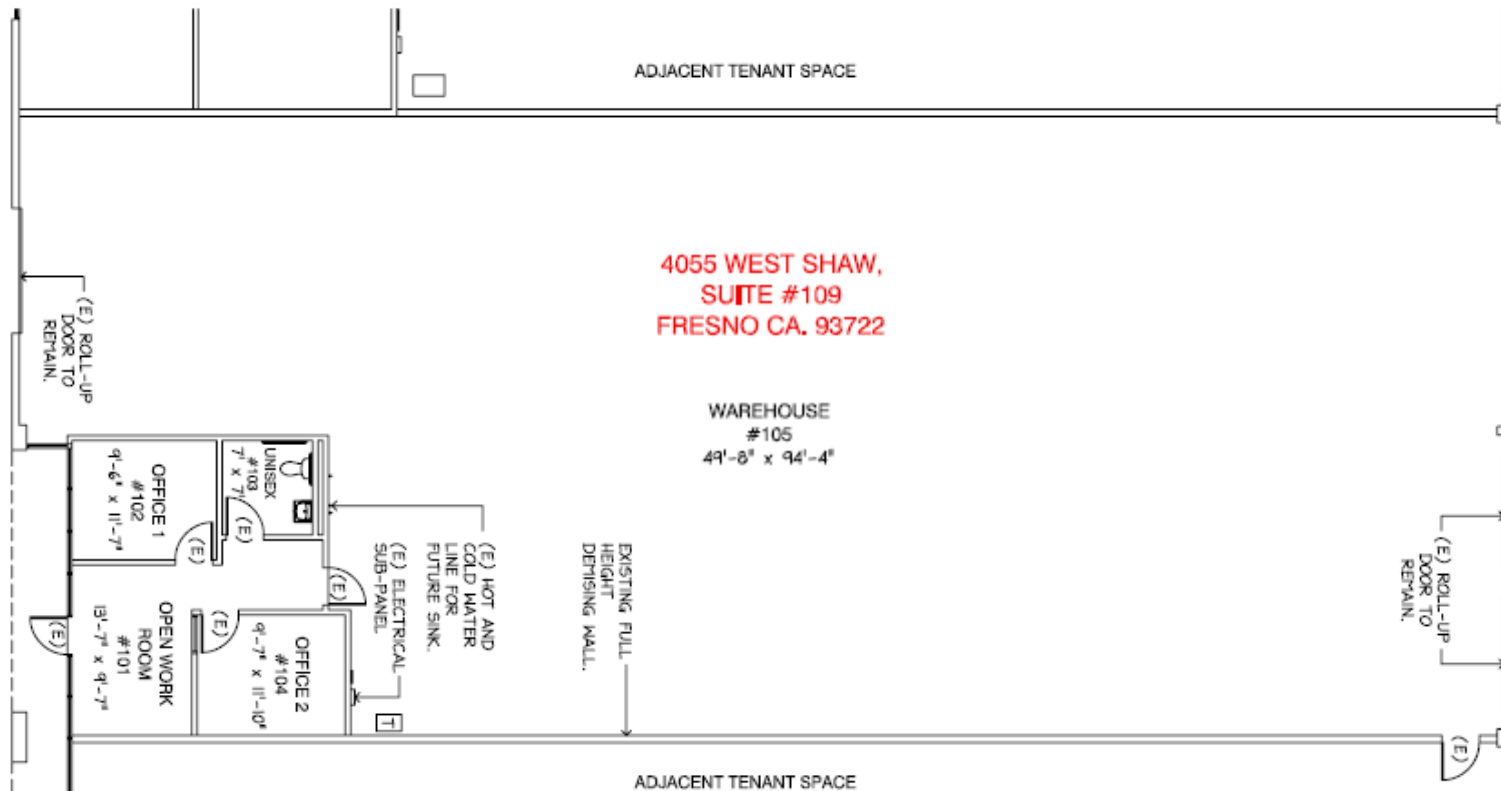 ADJACENT TENANT SPACE
4055 WEST SHAW,
SUITE #109
FRESNO CA. 93722
(E) ROLL-UP
DOOR TO
REMAIN.
WAREHOUSE
#105
49'-8" x 94'-4"
OFFICE 1
#102
9'-6" x 11'-7"
UNISEX
#103
7' x 7'
(E)
(E)
(E)
(E) HOT AND
COLD WATER
LINE FOR
FUTURE SINK.
(E) ELECTRICAL
SUB-PANEL
EXISTING FULL
HEIGHT
DEMISING WALL.
(E) ROLL-UP
DOOR TO
REMAIN.
OPEN WORK
ROOM
#101
13'-7" x 9'-7"
(E)
(E)
OFFICE 2
#104
9'-7" x 11'-10"
T
(E)
ADJACENT TENANT SPACE